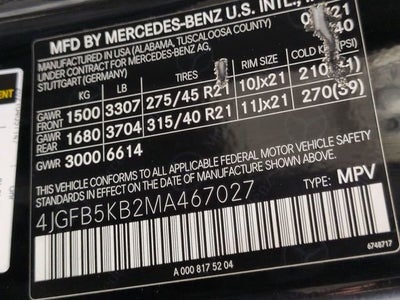 MFD BY MERCEDES-BENZ U.S. INTL.,
MANUFACTURED IN USA (ALABAMA, TUSCALOOSA COUNTY)
UNDER CONTRACT TO MERCEDES-BENZ AG,
STUTTGART (GERMANY)
KG LB TIRES RIM SIZE COLD (PSI)
GAWR FRONT 1500 3307 275/45 R21 10Jx21 210
GAWR REAR 1680 3704 315/40 R21 11Jx21 270(39)
GVWR 3000 6614
THIS VEHICLE CONFORMS TO ALL APPLICABLE FEDERAL MOTOR VEHICLE SAFETY
STANDARDS IN EFFECT ON THE DATE OF MANUFACTURE SHOWN ABOVE.
4JGFB5KB2MA467027 TYPE: MPV
6748717
A 000 817 52 04